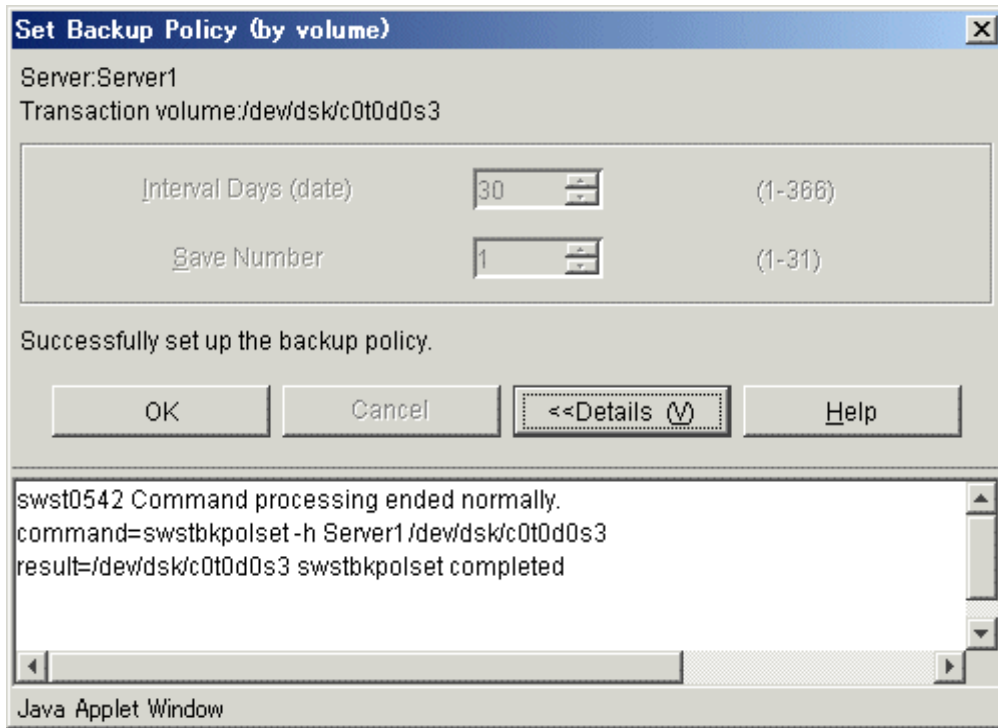 Set Backup Policy (by volume)
Server:Server1
Transaction volume:/dev/dsk/c0t0d0s3
Interval Days (date) 30 (1-366)
Save Number 1 (1-31)
Successfully set up the backup policy.
OK Cancel <<Details (V) Help
swst0542 Command processing ended normally.
command=swstbkpolset -h Server1 /dev/dsk/c0t0d0s3
result=/dev/dsk/c0t0d0s3 swstbkpolset completed
Java Applet Window